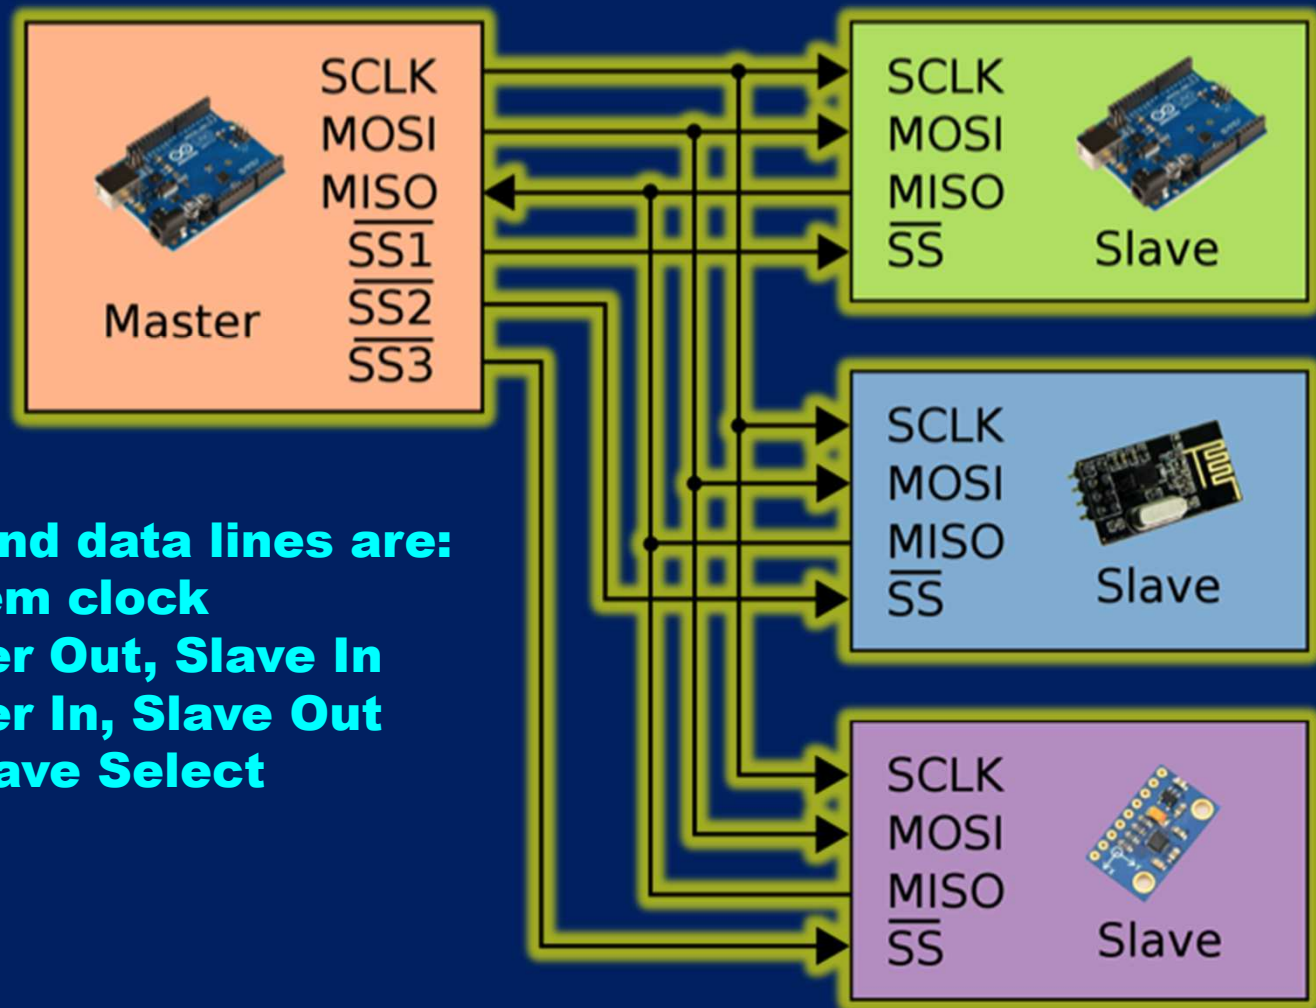 SCLK
MOSI
MISO
SS1
SS2
SS3
Master
SCLK
MOSI
MISO
SS
Slave
SCLK
MOSI
MISO
SS
Slave
SCLK
MOSI
MISO
SS
Slave
nd data lines are:
em clock
er Out, Slave In
er In, Slave Out
ave Select